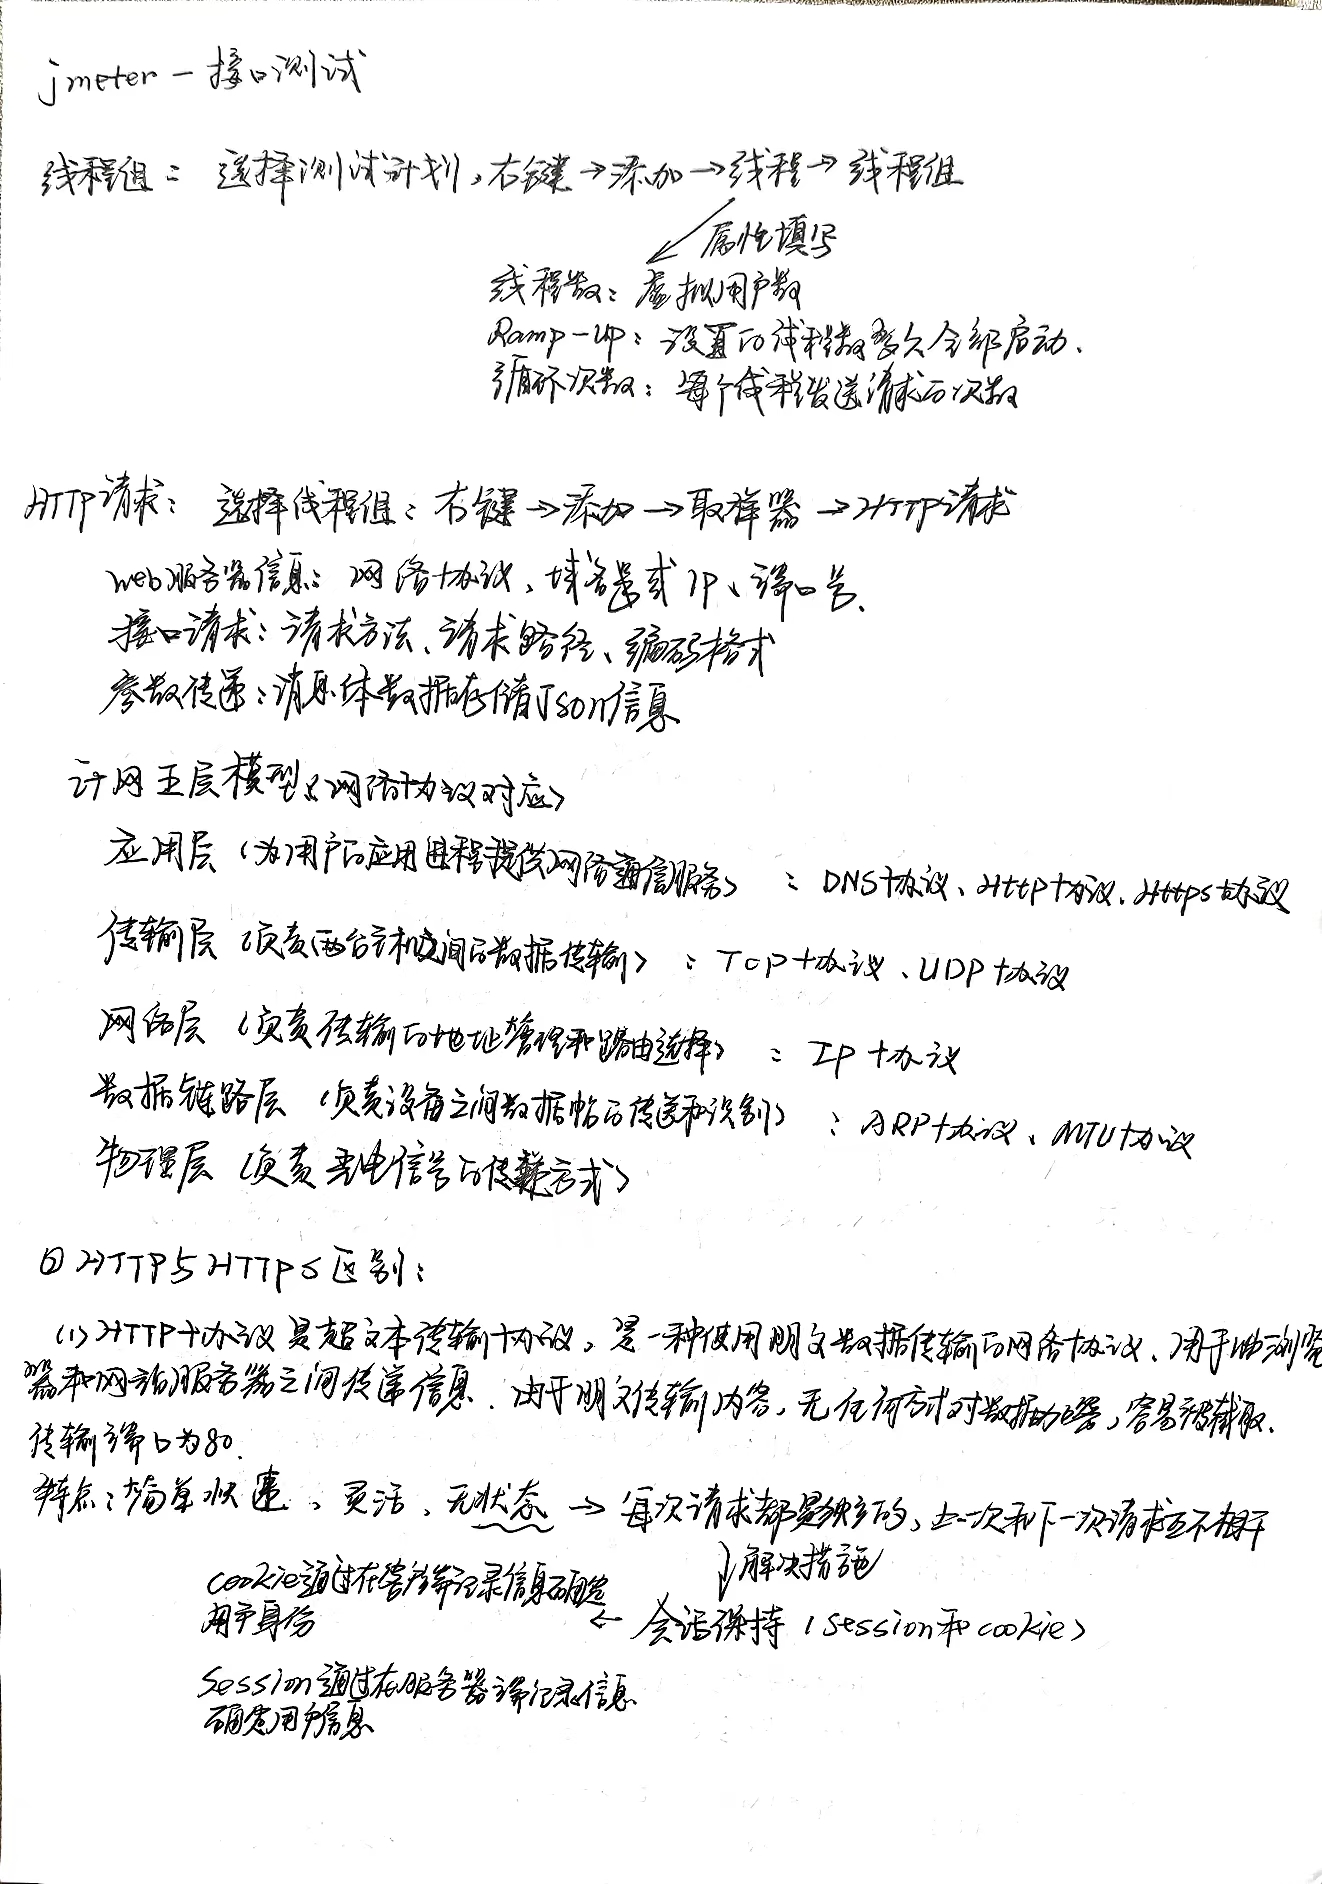 jmeter — 接口测试
线程组：选择测试计划，右键→添加→线程→线程组
属性填写
线程数：虚拟用户数
Ramp-Up：设置的线程数多久全部启动.
循环次数：每个线程发送请求的次数
HTTP请求：选择线程组：右键→添加→取样器→HTTP请求
web服务器信息：网络协议、域名或IP、端口号.
接口请求：请求方法、请求路径、编码格式
参数传递：消息体数据存储Json信息
计网五层模型（网络协议对应）
应用层（为用户的应用进程提供网络通信服务）：DNS协议、Http协议、Https协议
传输层（负责两台主机之间的数据传输）：TCP协议、UDP协议
网络层（负责传输的地址管理和路由选择）：IP协议
数据链路层（负责设备之间数据帧的传送和识别）：ARP协议、MTU协议
物理层（负责光电信号的传递方式）
HTTP与HTTPS区别：
(1) HTTP协议是超文本传输协议，是一种使用明文数据传输的网络协议、用于由浏览
器和网站服务器之间传递信息. 由于明文传输内容，无任何方式对数据加密，容易被截取.
传输端口为80.
特点：简单快速、灵活、无状态→每次请求都是独立的，上一次和下一次请求互不相干
解决措施
会话保持（session和cookie）
cookie通过在客户端记录信息确定
用户身份
session通过在服务器端记录信息
确定用户信息